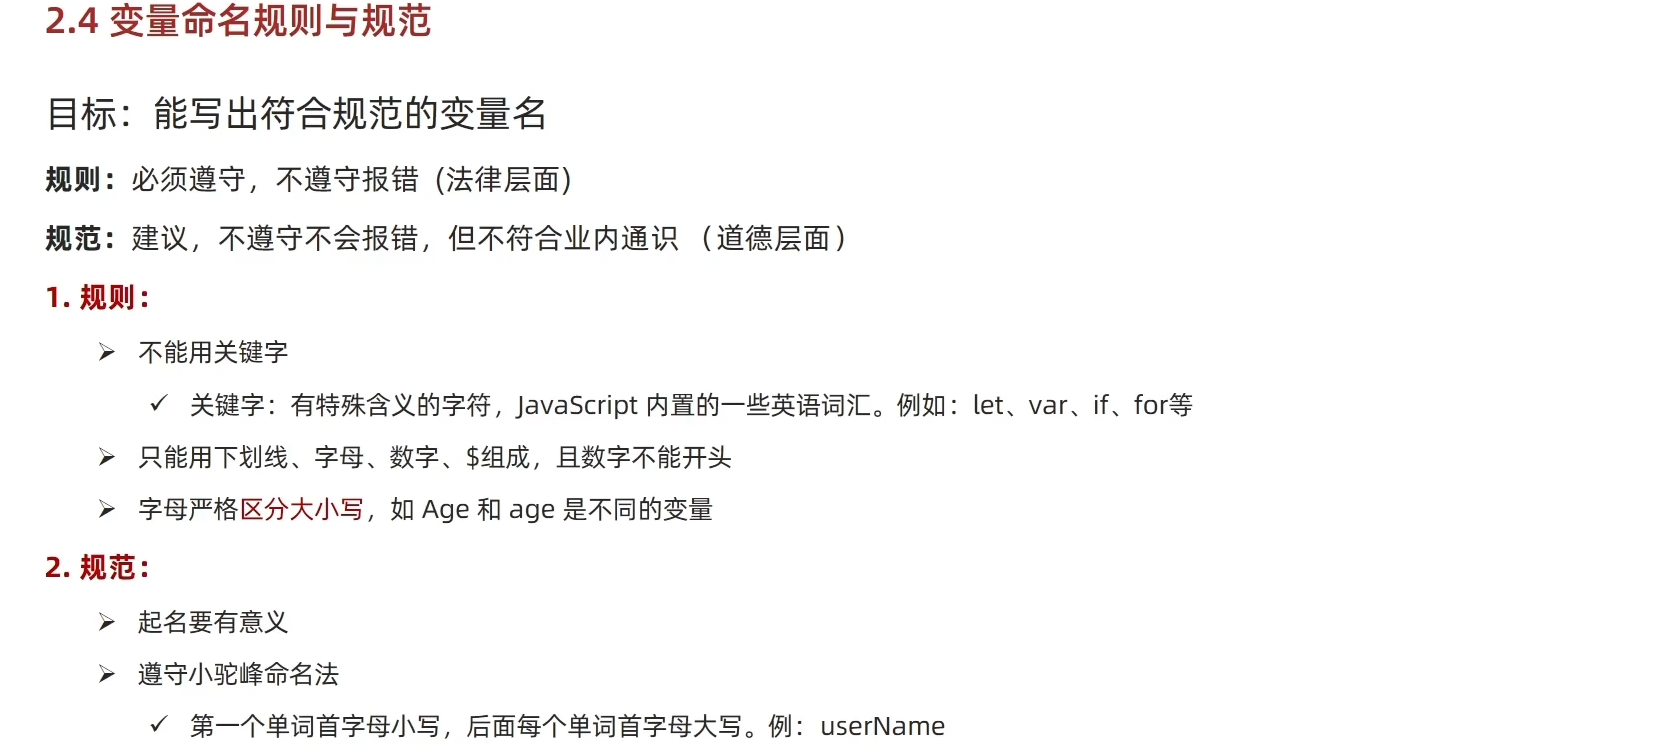 2.4 变量命名规则与规范
目标：能写出符合规范的变量名
规则：必须遵守，不遵守报错 (法律层面)
规范：建议，不遵守不会报错，但不符合业内通识 （道德层面）
1. 规则：
➢ 不能用关键字
✓ 关键字：有特殊含义的字符，JavaScript 内置的一些英语词汇。例如：let、var、if、for等
➢ 只能用下划线、字母、数字、$组成，且数字不能开头
➢ 字母严格区分大小写，如 Age 和 age 是不同的变量
2. 规范：
➢ 起名要有意义
➢ 遵守小驼峰命名法
✓ 第一个单词首字母小写，后面每个单词首字母大写。例：userName